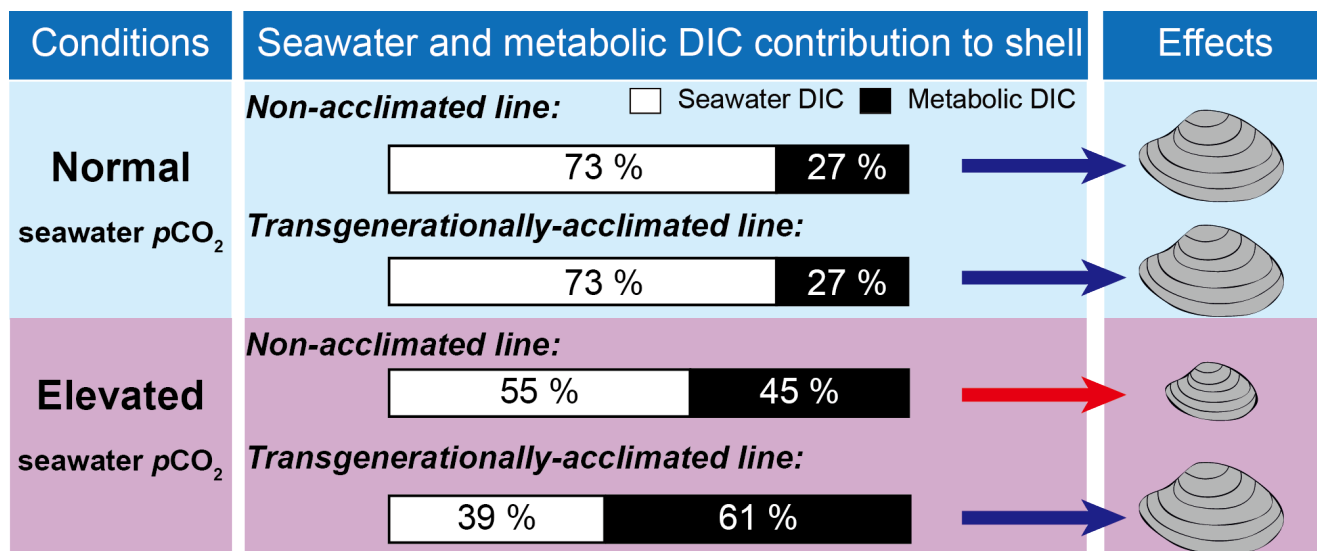 Conditions
Seawater and metabolic DIC contribution to shell
Effects
Normal
seawater pCO₂
Non-acclimated line:
Seawater DIC
Metabolic DIC
73 %
27 %
Transgenerationally-acclimated line:
73 %
27 %
Elevated
seawater pCO₂
Non-acclimated line:
55 %
45 %
Transgenerationally-acclimated line:
39 %
61 %